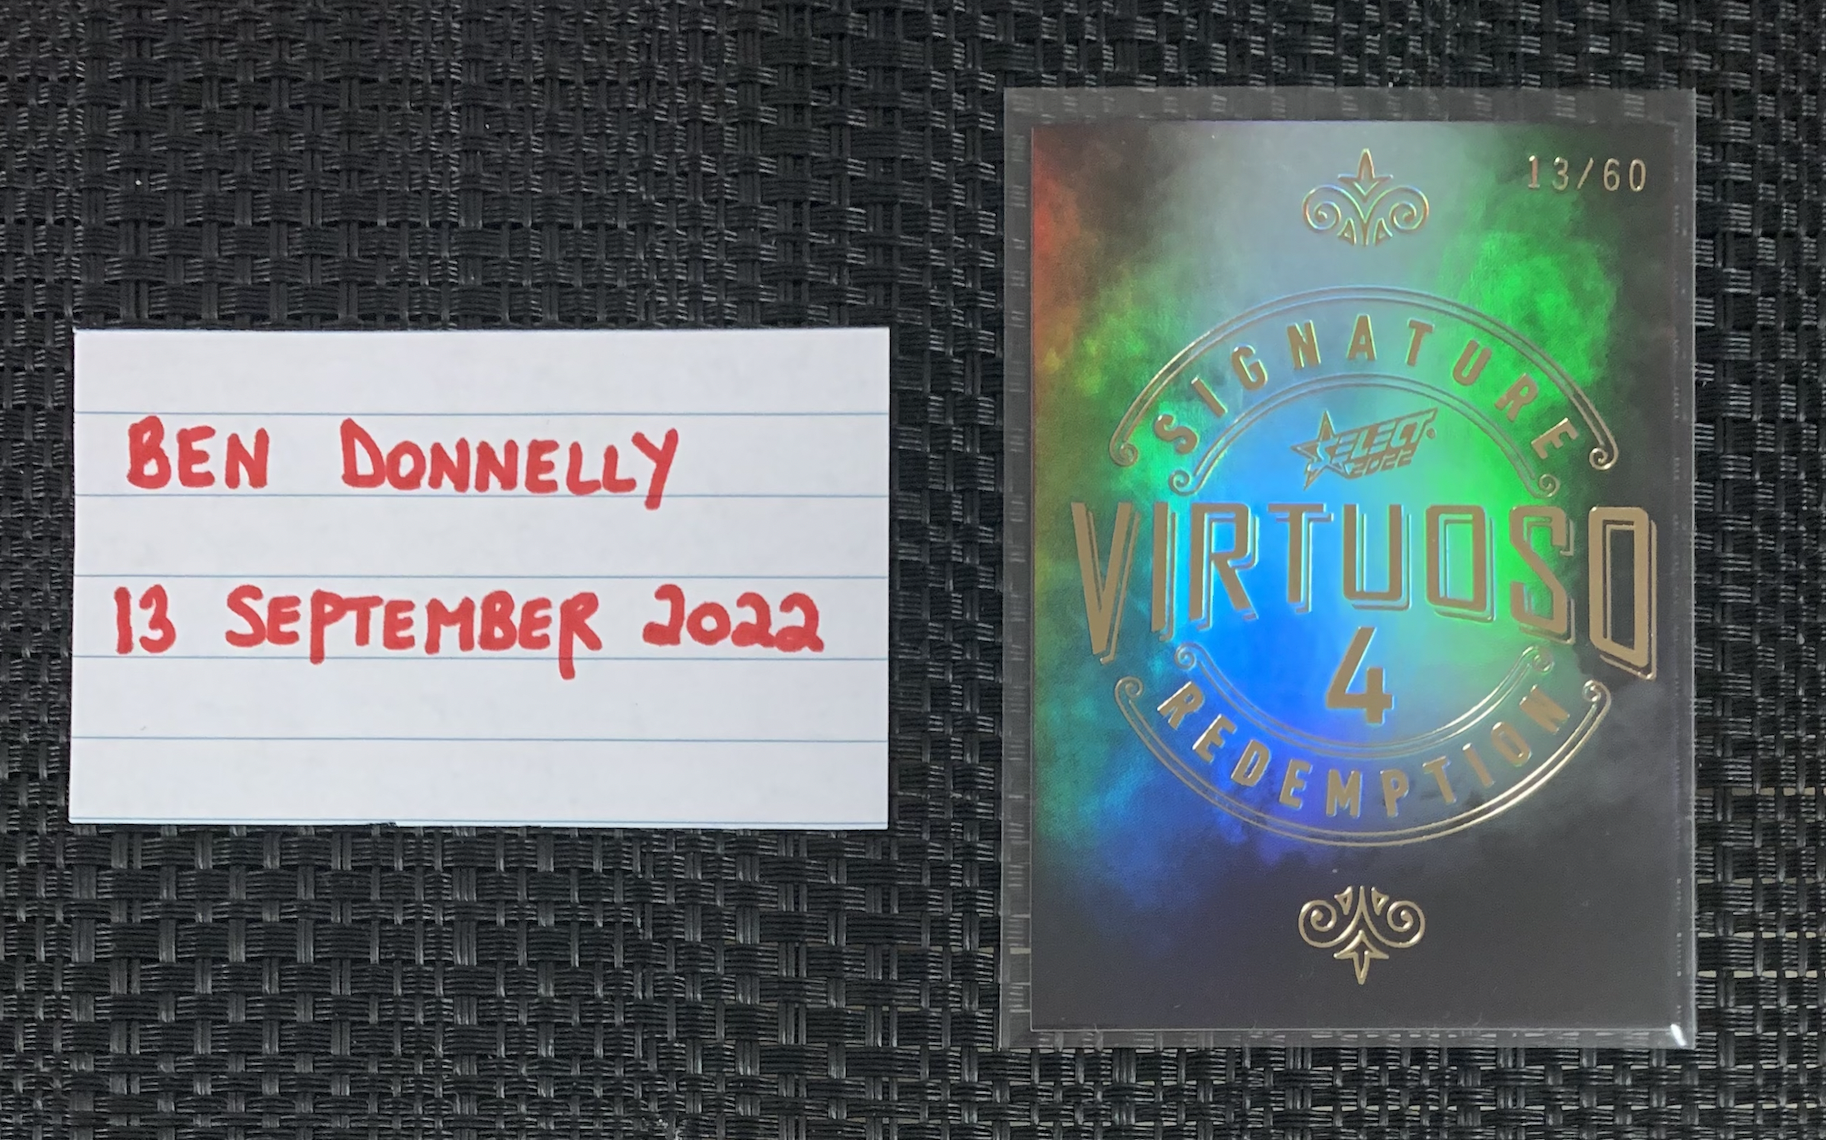 BEN DONNELLY
13 SEPTEMBER 2022
13/60
SIGNATURE
SELECT
2022
VIRTUOSO
4
REDEMPTION